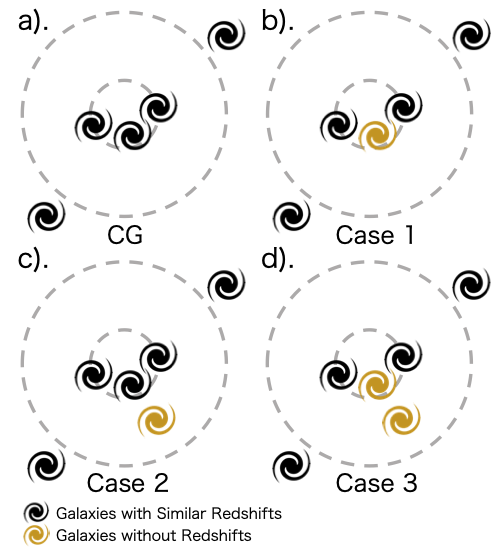 a). b).
CG Case 1
c). d).
Case 2 Case 3
Galaxies with Similar Redshifts
Galaxies without Redshifts